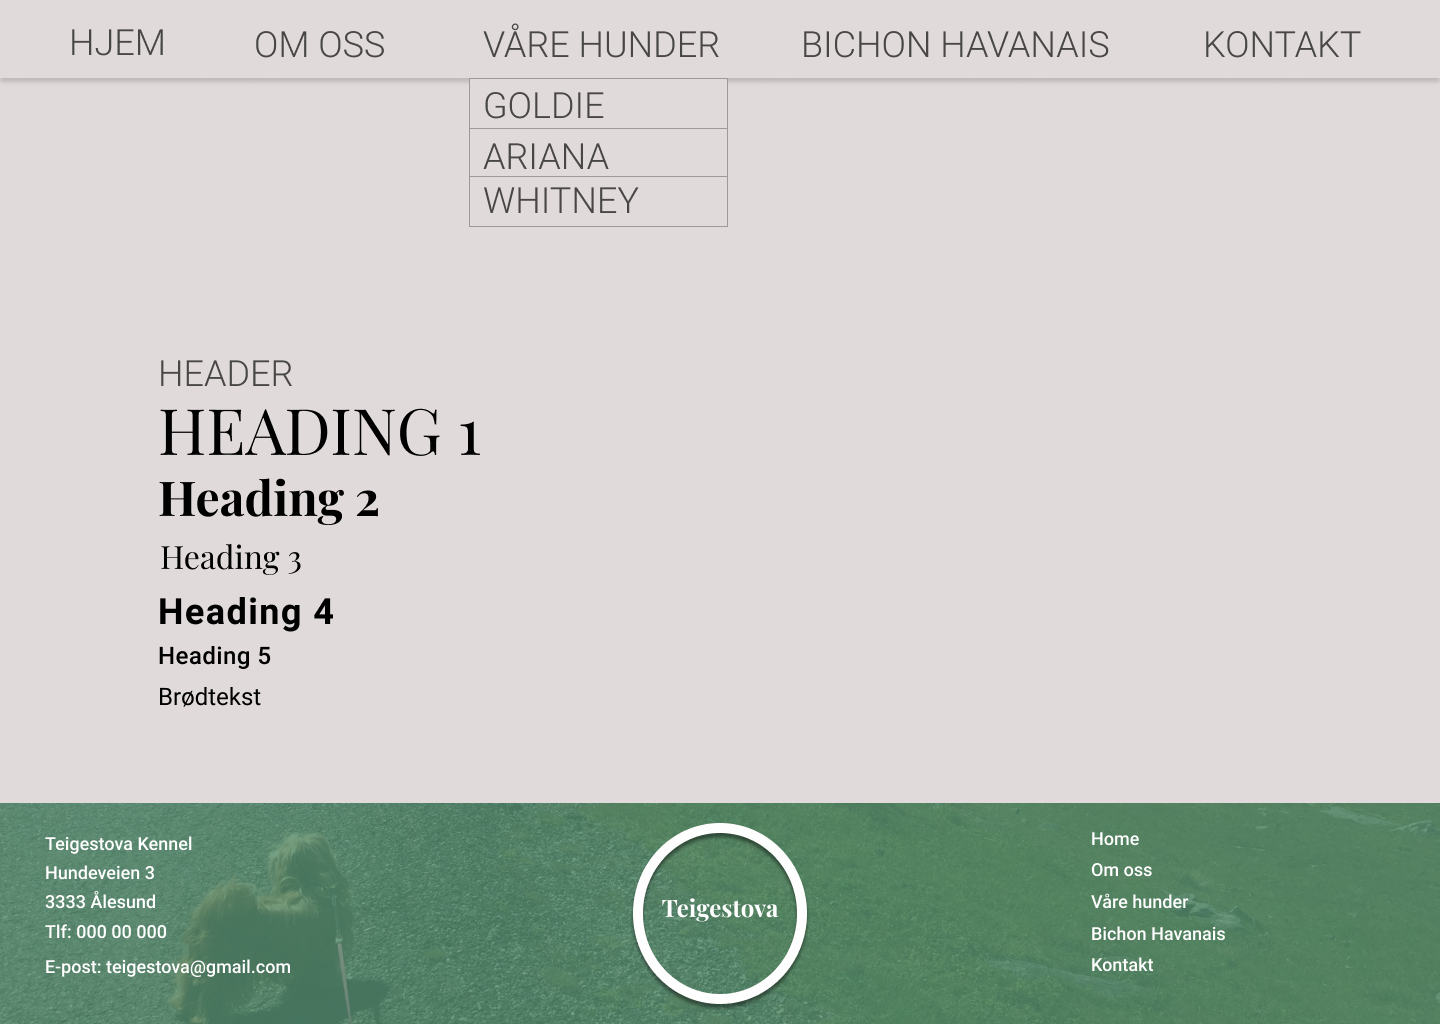 HJEM
OM OSS
VÅRE HUNDER
BICHON HAVANAIS
KONTAKT
GOLDIE
ARIANA
WHITNEY
HEADER
HEADING 1
Heading 2
Heading 3
Heading 4
Heading 5
Brødtekst
Teigestova Kennel
Hundeveien 3
3333 Ålesund
Tlf: 000 00 000
E-post: teigestova@gmail.com
Teigestova
Home
Om oss
Våre hunder
Bichon Havanais
Kontakt